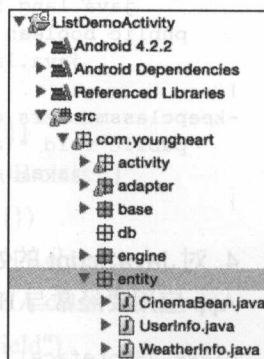 ListDemoActivity
Android 4.2.2
Android Dependencies
Referenced Libraries
src
com.youngheart
activity
adapter
base
db
engine
entity
CinemaBean.java
UserInfo.java
WeatherInfo.java